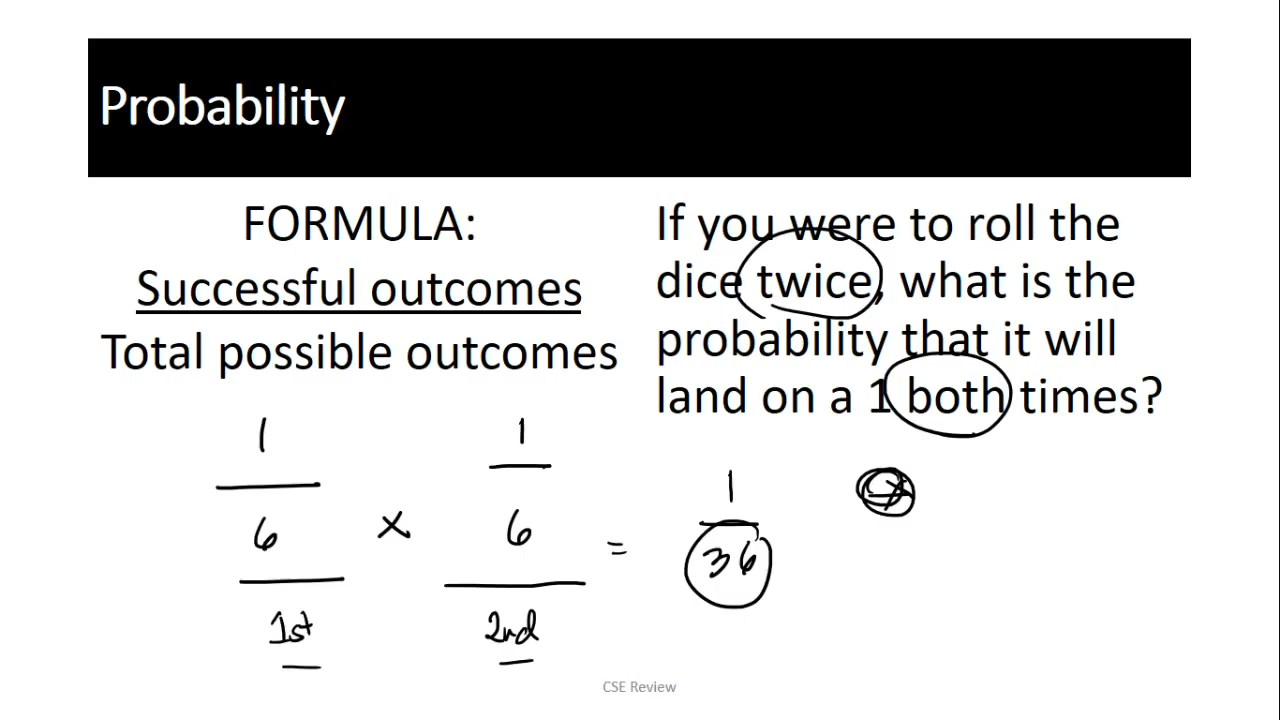 Probability
FORMULA:
Successful outcomes
Total possible outcomes
If you were to roll the
dice twice, what is the
probability that it will
land on a 1 both times?
1 1 1
6 × 6 = 36
1st 2nd
CSE Review